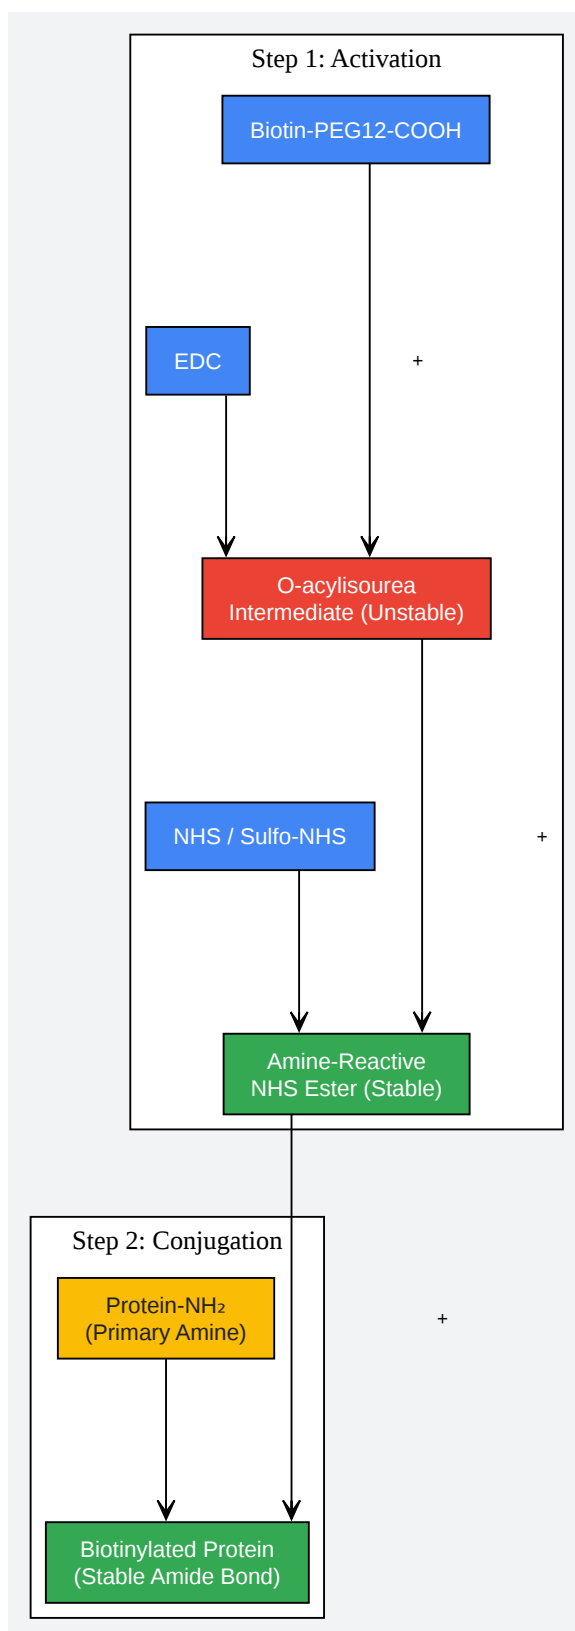 Step 1: Activation
Biotin-PEG12-COOH
EDC
+
O-acylisourea
Intermediate (Unstable)
NHS / Sulfo-NHS
+
Amine-Reactive
NHS Ester (Stable)
Step 2: Conjugation
Protein-NH₂
(Primary Amine)
+
Biotinylated Protein
(Stable Amide Bond)